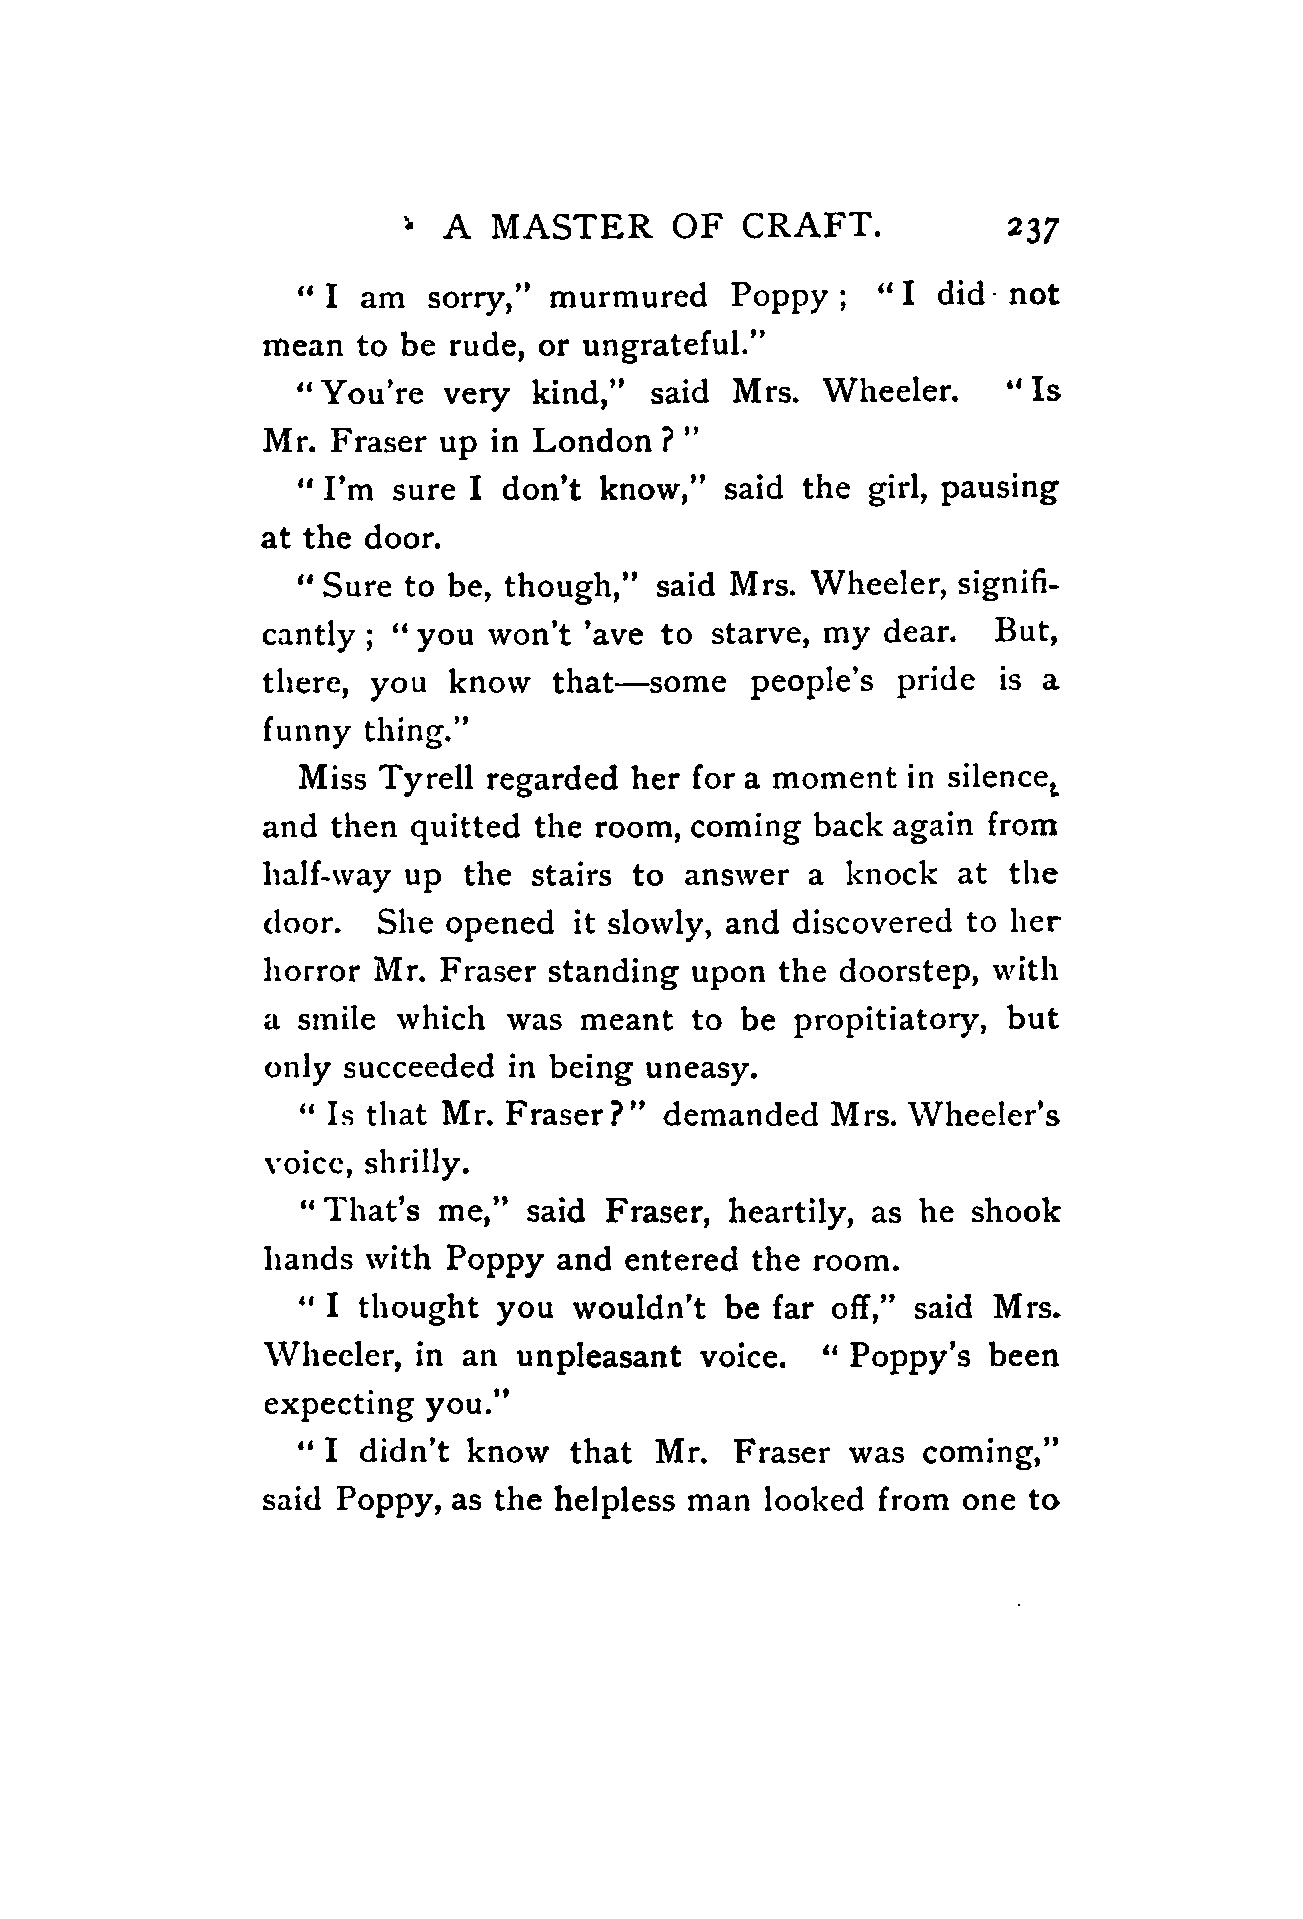 A MASTER OF CRAFT. 237
“I am sorry,” murmured Poppy; “I did not
mean to be rude, or ungrateful.”
“You're very kind,” said Mrs. Wheeler. “Is
Mr. Fraser up in London?”
“I'm sure I don't know,” said the girl, pausing
at the door.
“Sure to be, though,” said Mrs. Wheeler, signifi-
cantly; “you won't 'ave to starve, my dear. But,
there, you know that—some people's pride is a
funny thing.”
Miss Tyrell regarded her for a moment in silence,
and then quitted the room, coming back again from
half-way up the stairs to answer a knock at the
door. She opened it slowly, and discovered to her
horror Mr. Fraser standing upon the doorstep, with
a smile which was meant to be propitiatory, but
only succeeded in being uneasy.
“Is that Mr. Fraser?” demanded Mrs. Wheeler's
voice, shrilly.
“That's me,” said Fraser, heartily, as he shook
hands with Poppy and entered the room.
“I thought you wouldn't be far off,” said Mrs.
Wheeler, in an unpleasant voice. “Poppy's been
expecting you.”
“I didn't know that Mr. Fraser was coming,”
said Poppy, as the helpless man looked from one to